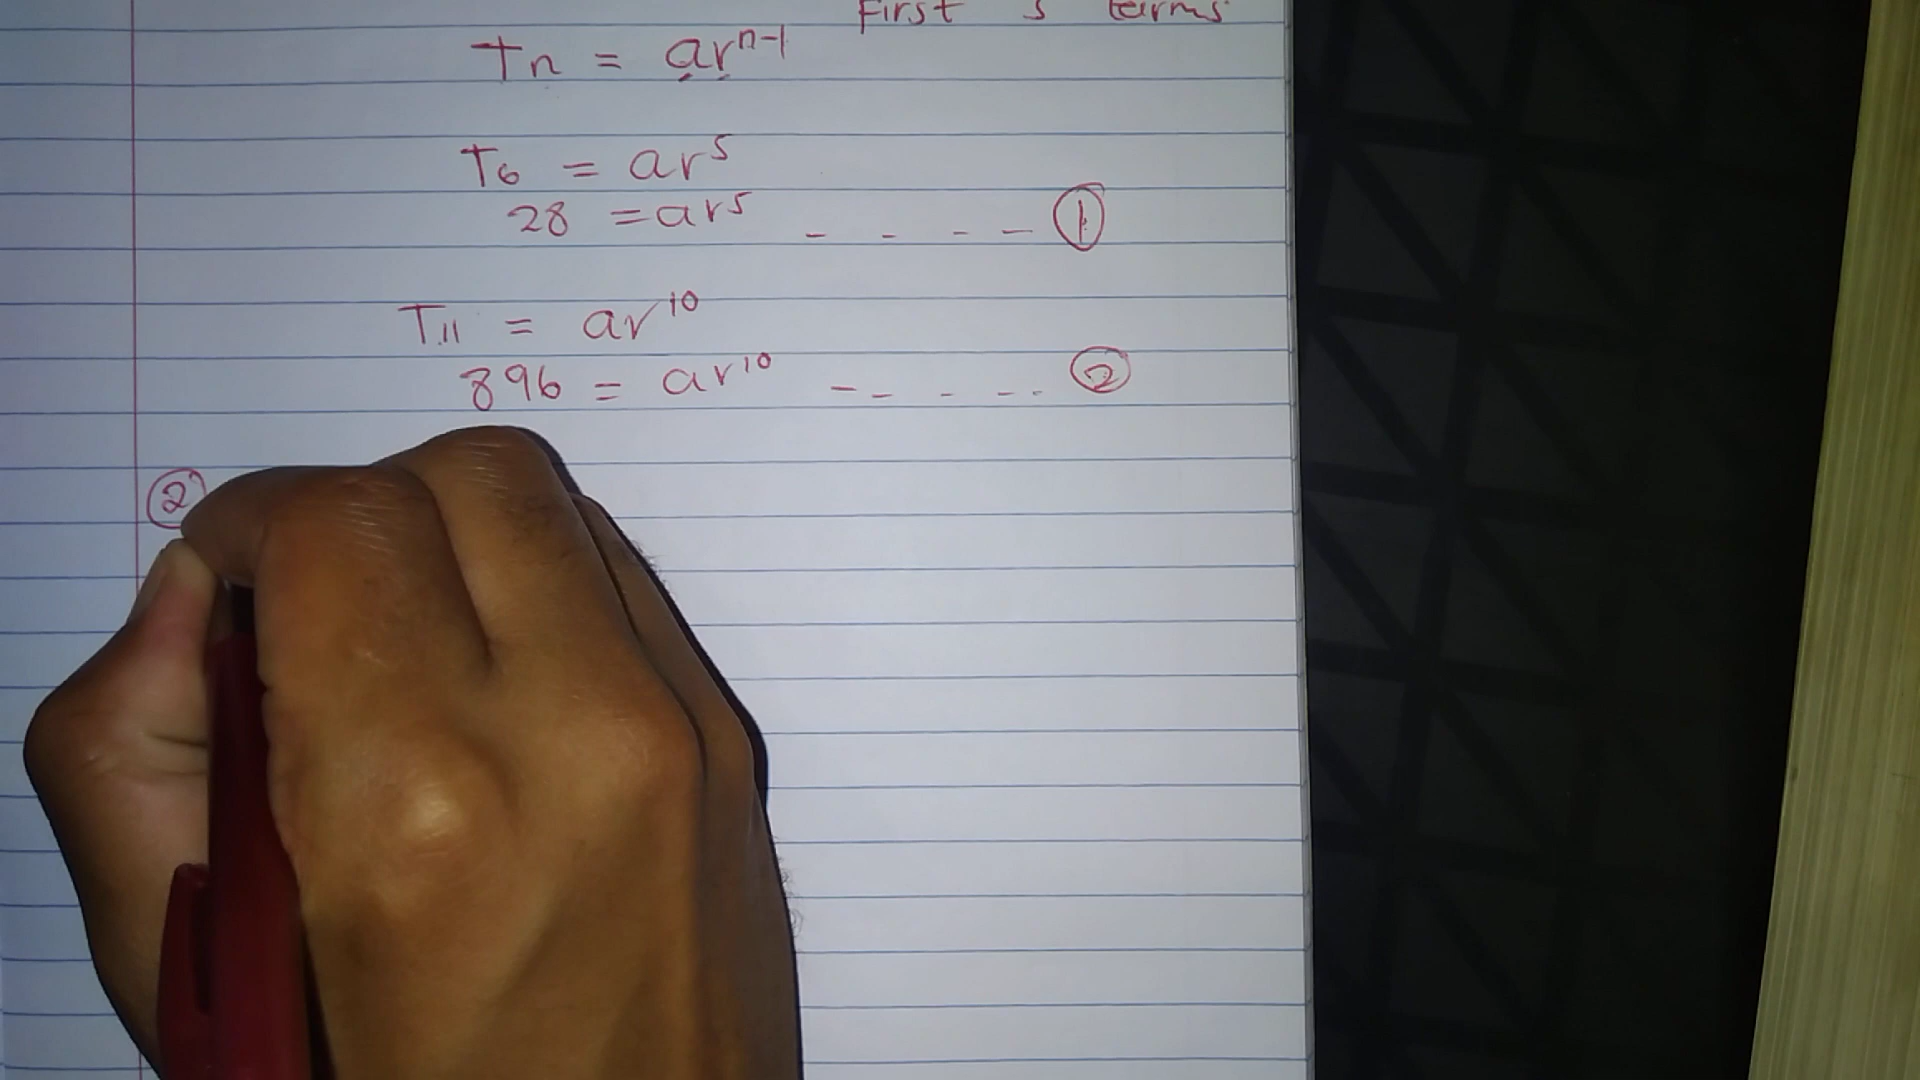 First 3 terms
Tn = ar^n-1
T6 = ar^5
28 = ar^5 - - - - ①
T11 = ar^10
896 = ar^10 - - - - - ②
②